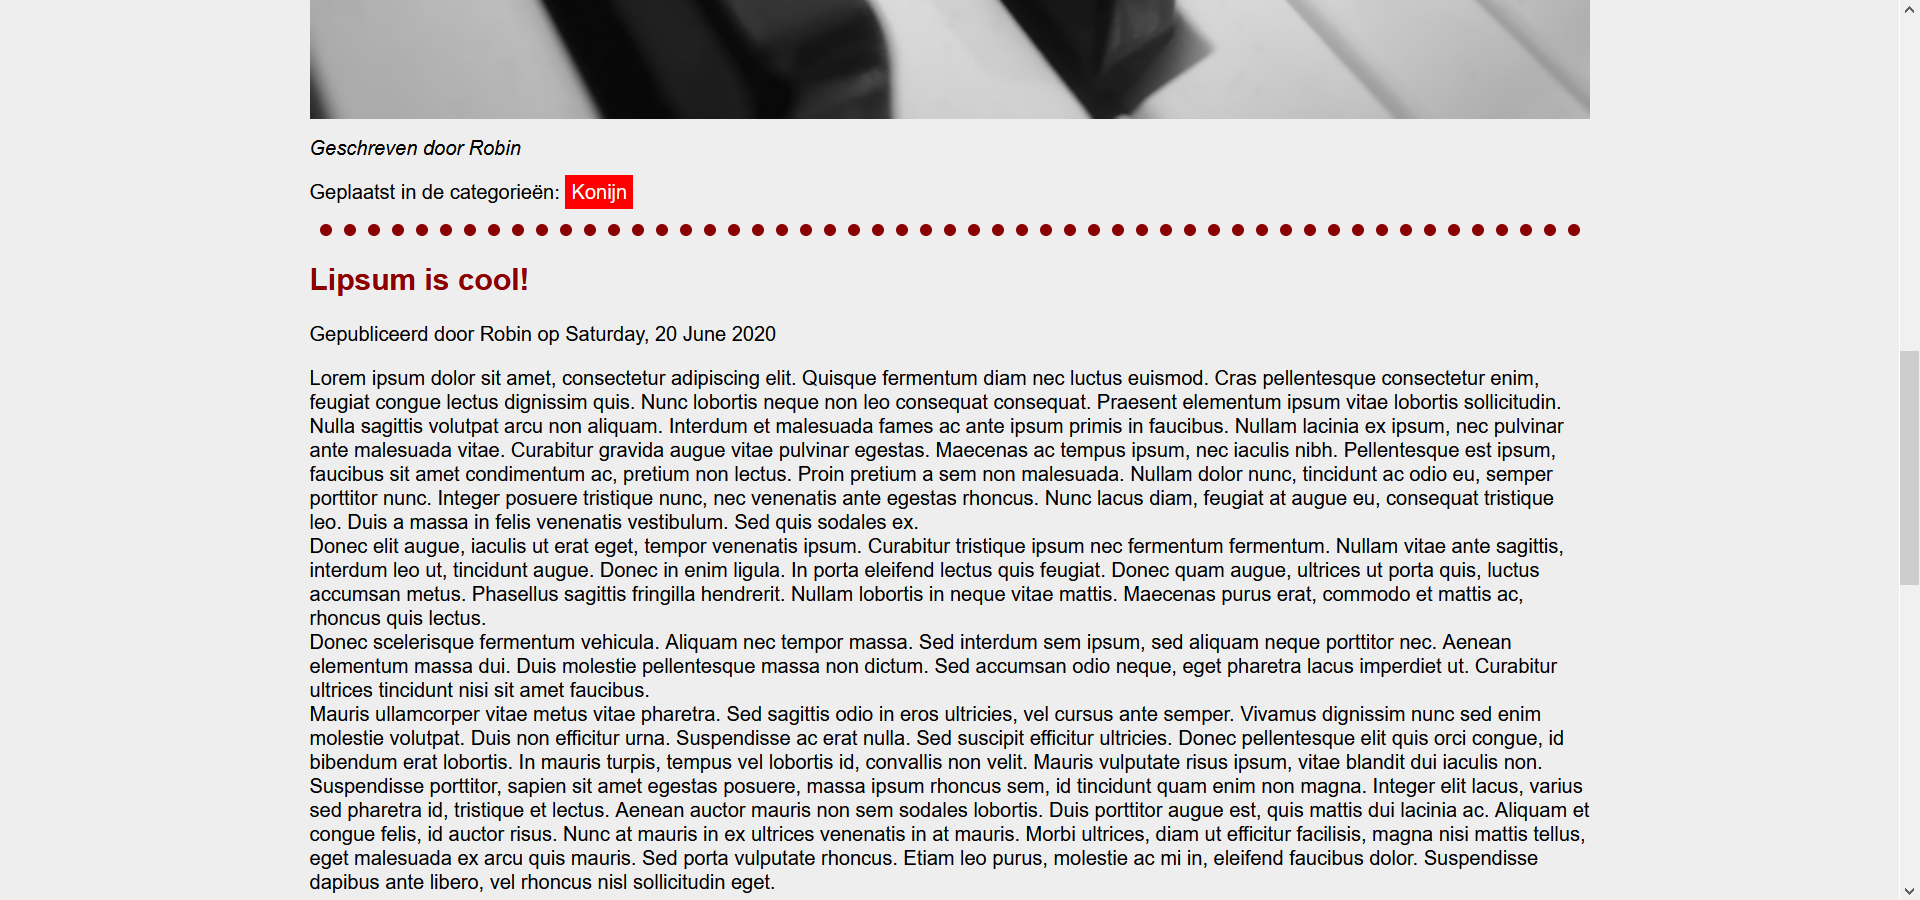 Geschreven door Robin
Geplaatst in de categorieën: Konijn
Lipsum is cool!
Gepubliceerd door Robin op Saturday, 20 June 2020
Lorem ipsum dolor sit amet, consectetur adipiscing elit. Quisque fermentum diam nec luctus euismod. Cras pellentesque consectetur enim,
feugiat congue lectus dignissim quis. Nunc lobortis neque non leo consequat consequat. Praesent elementum ipsum vitae lobortis sollicitudin.
Nulla sagittis volutpat arcu non aliquam. Interdum et malesuada fames ac ante ipsum primis in faucibus. Nullam lacinia ex ipsum, nec pulvinar
ante malesuada vitae. Curabitur gravida augue vitae pulvinar egestas. Maecenas ac tempus ipsum, nec iaculis nibh. Pellentesque est ipsum,
faucibus sit amet condimentum ac, pretium non lectus. Proin pretium a sem non malesuada. Nullam dolor nunc, tincidunt ac odio eu, semper
porttitor nunc. Integer posuere tristique nunc, nec venenatis ante egestas rhoncus. Nunc lacus diam, feugiat at augue eu, consequat tristique
leo. Duis a massa in felis venenatis vestibulum. Sed quis sodales ex.
Donec elit augue, iaculis ut erat eget, tempor venenatis ipsum. Curabitur tristique ipsum nec fermentum fermentum. Nullam vitae ante sagittis,
interdum leo ut, tincidunt augue. Donec in enim ligula. In porta eleifend lectus quis feugiat. Donec quam augue, ultrices ut porta quis, luctus
accumsan metus. Phasellus sagittis fringilla hendrerit. Nullam lobortis in neque vitae mattis. Maecenas purus erat, commodo et mattis ac,
rhoncus quis lectus.
Donec scelerisque fermentum vehicula. Aliquam nec tempor massa. Sed interdum sem ipsum, sed aliquam neque porttitor nec. Aenean
elementum massa dui. Duis molestie pellentesque massa non dictum. Sed accumsan odio neque, eget pharetra lacus imperdiet ut. Curabitur
ultrices tincidunt nisi sit amet faucibus.
Mauris ullamcorper vitae metus vitae pharetra. Sed sagittis odio in eros ultricies, vel cursus ante semper. Vivamus dignissim nunc sed enim
molestie volutpat. Duis non efficitur urna. Suspendisse ac erat nulla. Sed suscipit efficitur ultricies. Donec pellentesque elit quis orci congue, id
bibendum erat lobortis. In mauris turpis, tempus vel lobortis id, convallis non velit. Mauris vulputate risus ipsum, vitae blandit dui iaculis non.
Suspendisse porttitor, sapien sit amet egestas posuere, massa ipsum rhoncus sem, id tincidunt quam enim non magna. Integer elit lacus, varius
sed pharetra id, tristique et lectus. Aenean auctor mauris non sem sodales lobortis. Duis porttitor augue est, quis mattis dui lacinia ac. Aliquam et
congue felis, id auctor risus. Nunc at mauris in ex ultrices venenatis in at mauris. Morbi ultrices, diam ut efficitur facilisis, magna nisi mattis tellus,
eget malesuada ex arcu quis mauris. Sed porta vulputate rhoncus. Etiam leo purus, molestie ac mi in, eleifend faucibus dolor. Suspendisse
dapibus ante libero, vel rhoncus nisl sollicitudin eget.